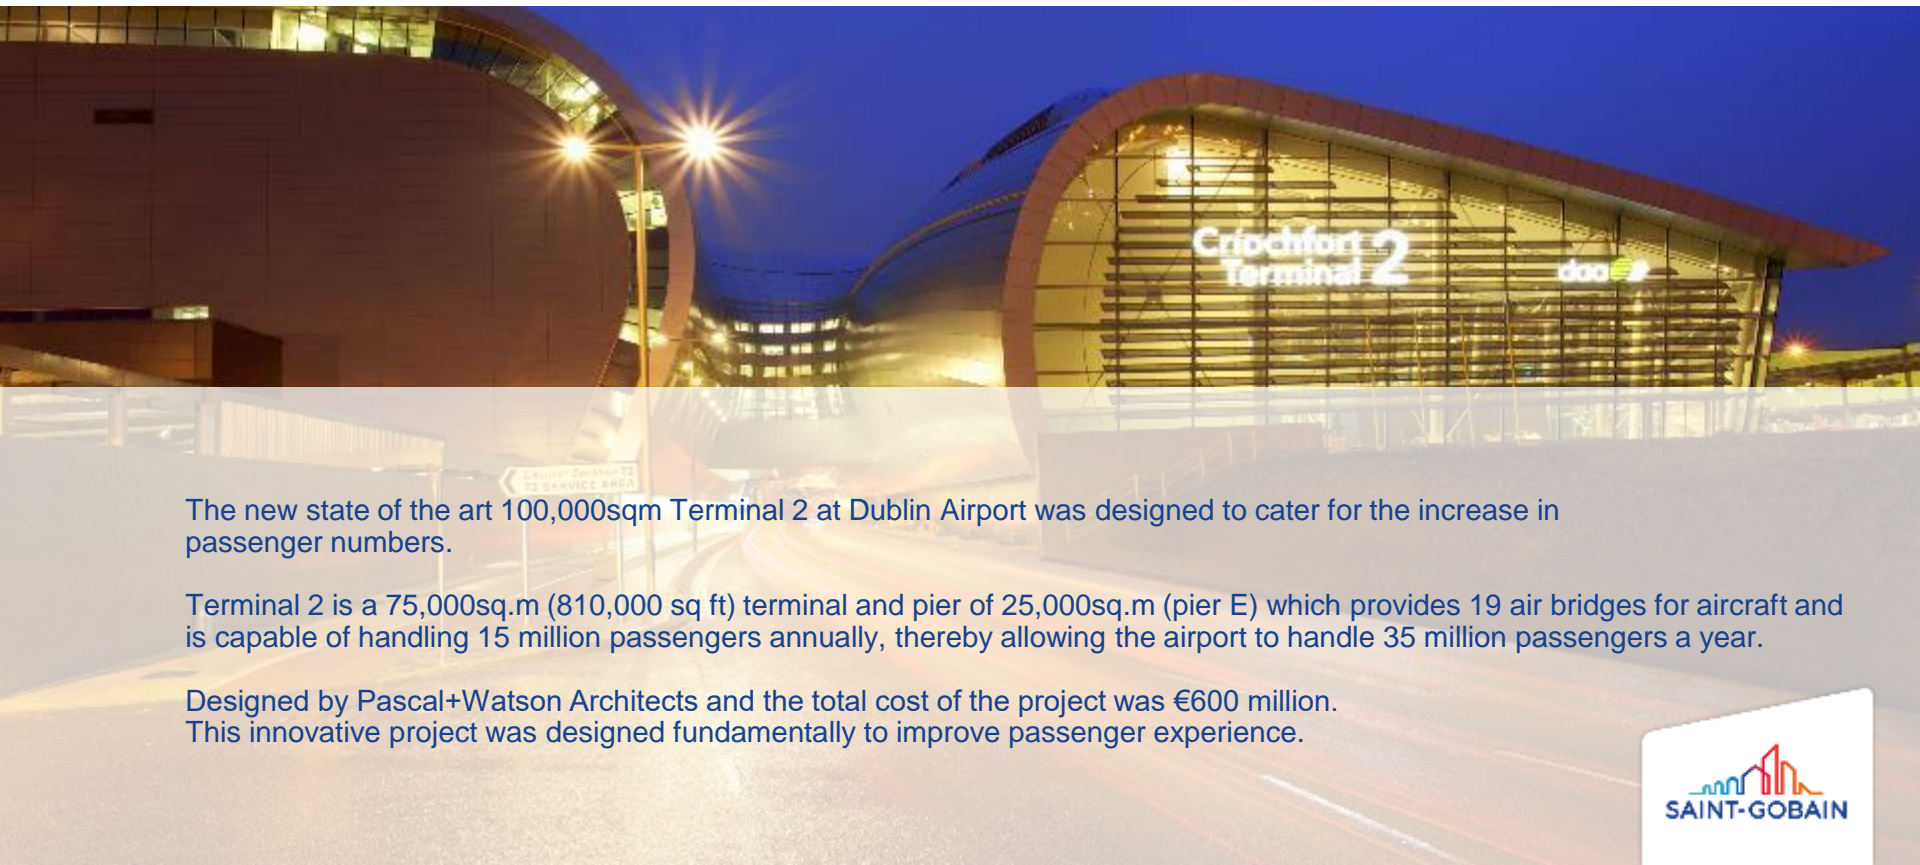 Críochfort
Terminal 2
daa
T2 SERVICE AREA
The new state of the art 100,000sqm Terminal 2 at Dublin Airport was designed to cater for the increase in
passenger numbers.
Terminal 2 is a 75,000sq.m (810,000 sq ft) terminal and pier of 25,000sq.m (pier E) which provides 19 air bridges for aircraft and
is capable of handling 15 million passengers annually, thereby allowing the airport to handle 35 million passengers a year.
Designed by Pascal+Watson Architects and the total cost of the project was €600 million.
This innovative project was designed fundamentally to improve passenger experience.
SAINT-GOBAIN